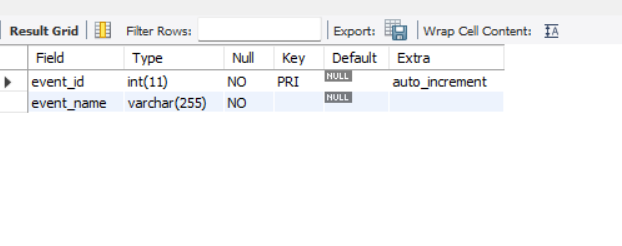 Result Grid Filter Rows: Export: Wrap Cell Content: IA
Field Type Null Key Default Extra
event_id int(11) NO PRI NULL auto_increment
event_name varchar(255) NO NULL